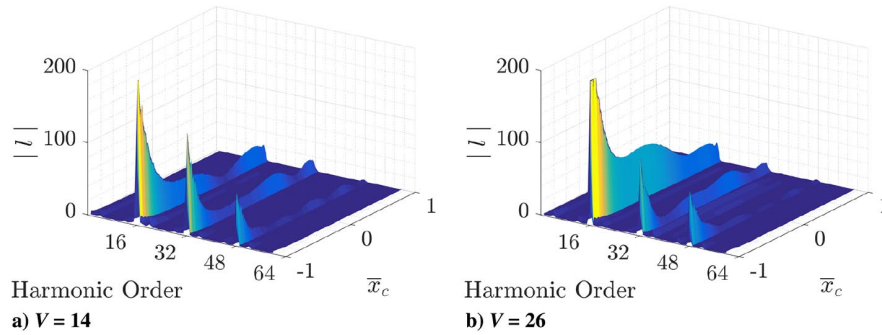 200
100
0
| l |
16
32
48
64
-1
0
1
Harmonic Order
x̅c
a) V = 14
200
100
0
| l |
16
32
48
64
-1
0
1
Harmonic Order
x̅c
b) V = 26